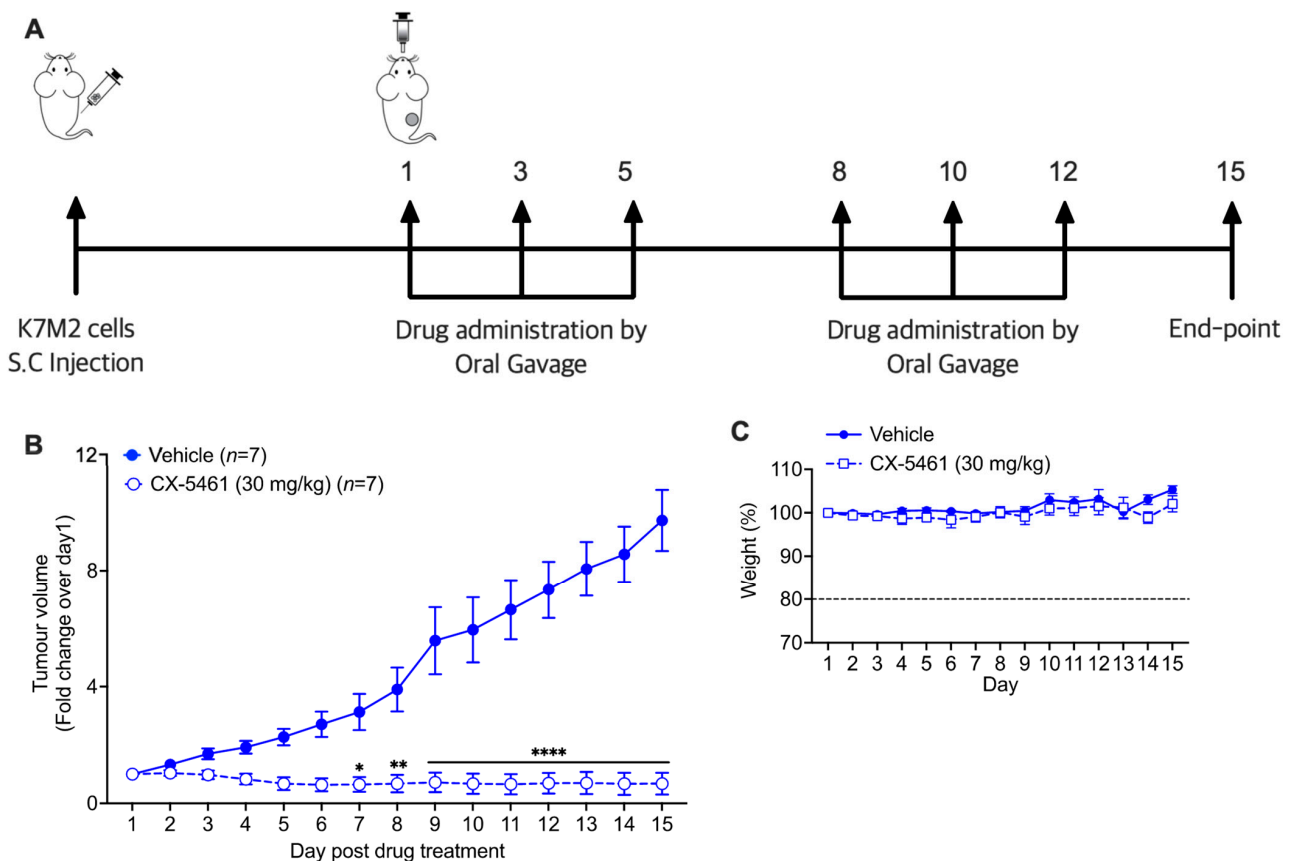 A
1 3 5 8 10 12 15
K7M2 cells
S.C Injection
Drug administration by
Oral Gavage
Drug administration by
Oral Gavage
End-point
B
Vehicle (n=7)
CX-5461 (30 mg/kg) (n=7)
Tumour volume
(Fold change over day1)
12
8
4
0
* ** ****
1 2 3 4 5 6 7 8 9 10 11 12 13 14 15
Day post drug treatment
C
Vehicle
CX-5461 (30 mg/kg)
Weight (%)
110
100
90
80
70
1 2 3 4 5 6 7 8 9 10 11 12 13 14 15
Day